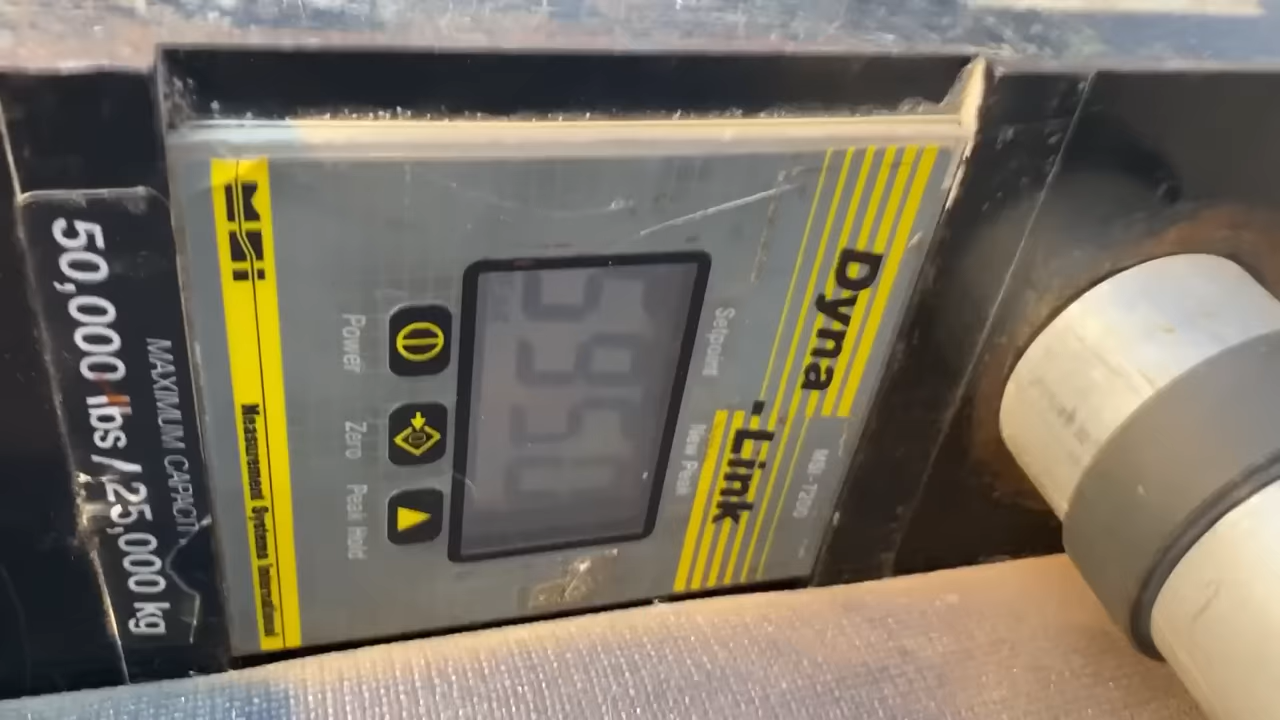 Dyna
MSI-7200
-Link
Setpoint
New Peak
Power
Zero
Peak Hold
MSI
Measurement Systems International
MAXIMUM CAPACITY
50,000 lbs / 25,000 kg